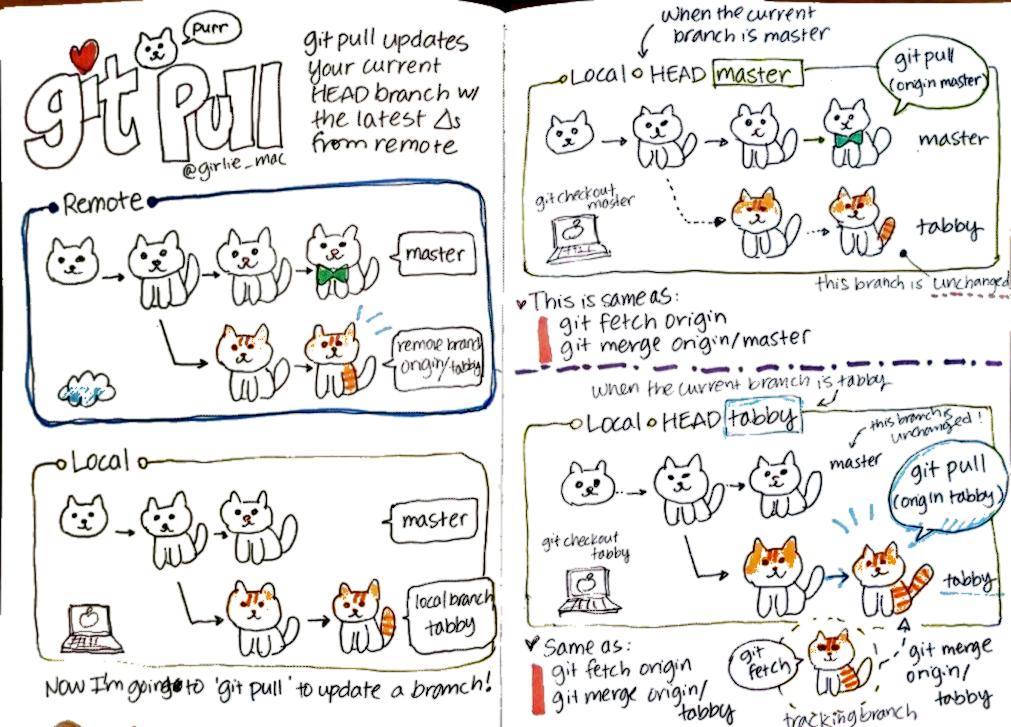 purr
git Pull
@girlie_mac
git pull updates
your current
HEAD branch w/
the latest Δs
from remote
Remote
master
remote branch
origin/tabby
Local
master
local branch
tabby
Now I'm going to 'git pull' to update a branch!
When the current
branch is master
Local HEAD master
git pull
(origin master)
master
git checkout
master
tabby
this branch is unchanged
This is same as:
git fetch origin
git merge origin/master
When the current branch is tabby
Local HEAD tabby
this branch is
unchanged!
master
git pull
(origin tabby)
git checkout
tabby
tabby
Same as:
git fetch origin
git merge origin/
tabby
git
fetch
git merge
origin/
tabby
tracking branch